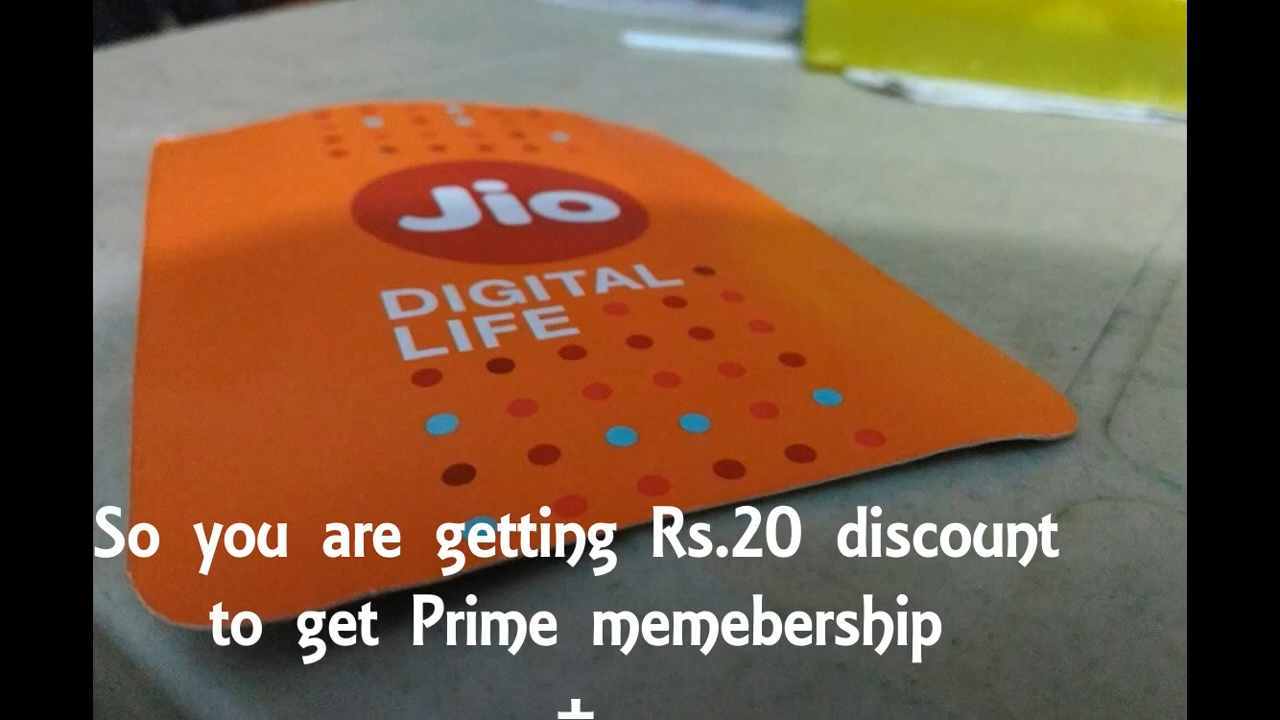 Jio
DIGITAL
LIFE
So you are getting Rs.20 discount
to get Prime memebership
+